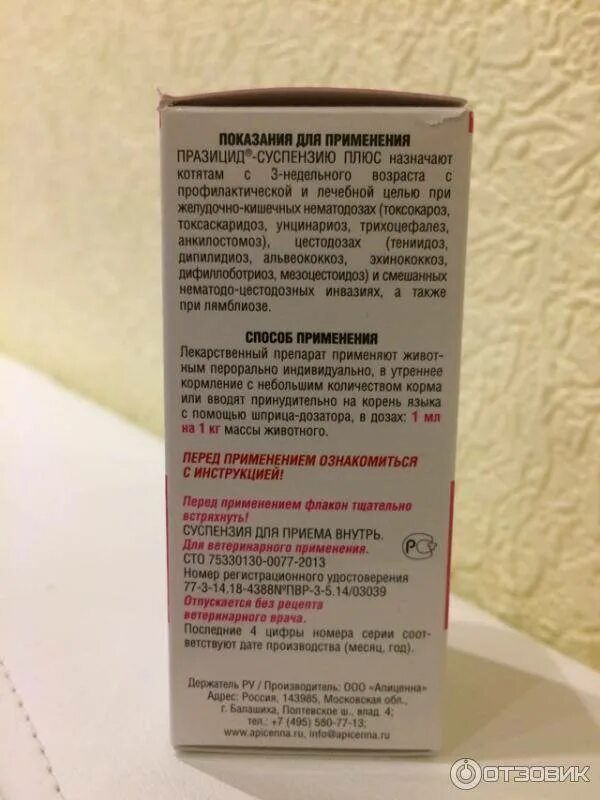 ПОКАЗАНИЯ ДЛЯ ПРИМЕНЕНИЯ
ПРАЗИЦИД®-СУСПЕНЗИЮ ПЛЮС назначают
котятам с 3-недельного возраста с
профилактической и лечебной целью при
желудочно-кишечных нематодозах (токсокароз,
токсаскаридоз, унцинариоз, трихоцефалез,
анкилостомоз), цестодозах (тениидоз,
дипилидиоз, альвеококкоз, эхинококкоз,
дифиллоботриоз, мезоцестоидоз) и смешанных
нематодо-цестодозных инвазиях, а также
при лямблиозе.
СПОСОБ ПРИМЕНЕНИЯ
Лекарственный препарат применяют живот-
ным перорально индивидуально, в утреннее
кормление с небольшим количеством корма
или вводят принудительно на корень языка
с помощью шприца-дозатора, в дозах: 1 мл
на 1 кг массы животного.
ПЕРЕД ПРИМЕНЕНИЕМ ОЗНАКОМИТЬСЯ
С ИНСТРУКЦИЕЙ!
Перед применением флакон тщательно
встряхнуть!
СУСПЕНЗИЯ ДЛЯ ПРИЕМА ВНУТРЬ.
Для ветеринарного применения.
СТО 75330130-0077-2013
Номер регистрационного удостоверения
77-3-14.18-4388№ПВР-3-5.14/03039
Отпускается без рецепта
ветеринарного врача.
Последние 4 цифры номера серии соот-
ветствуют дате производства (месяц, год).
Держатель РУ / Производитель: ООО «Апиценна»
Адрес: Россия, 143985, Московская обл.,
г. Балашиха, Полтевское ш., влад. 4;
тел.: +7 (495) 580-77-13;
www.apicenna.ru, info@apicenna.ru
ОТЗОВИК